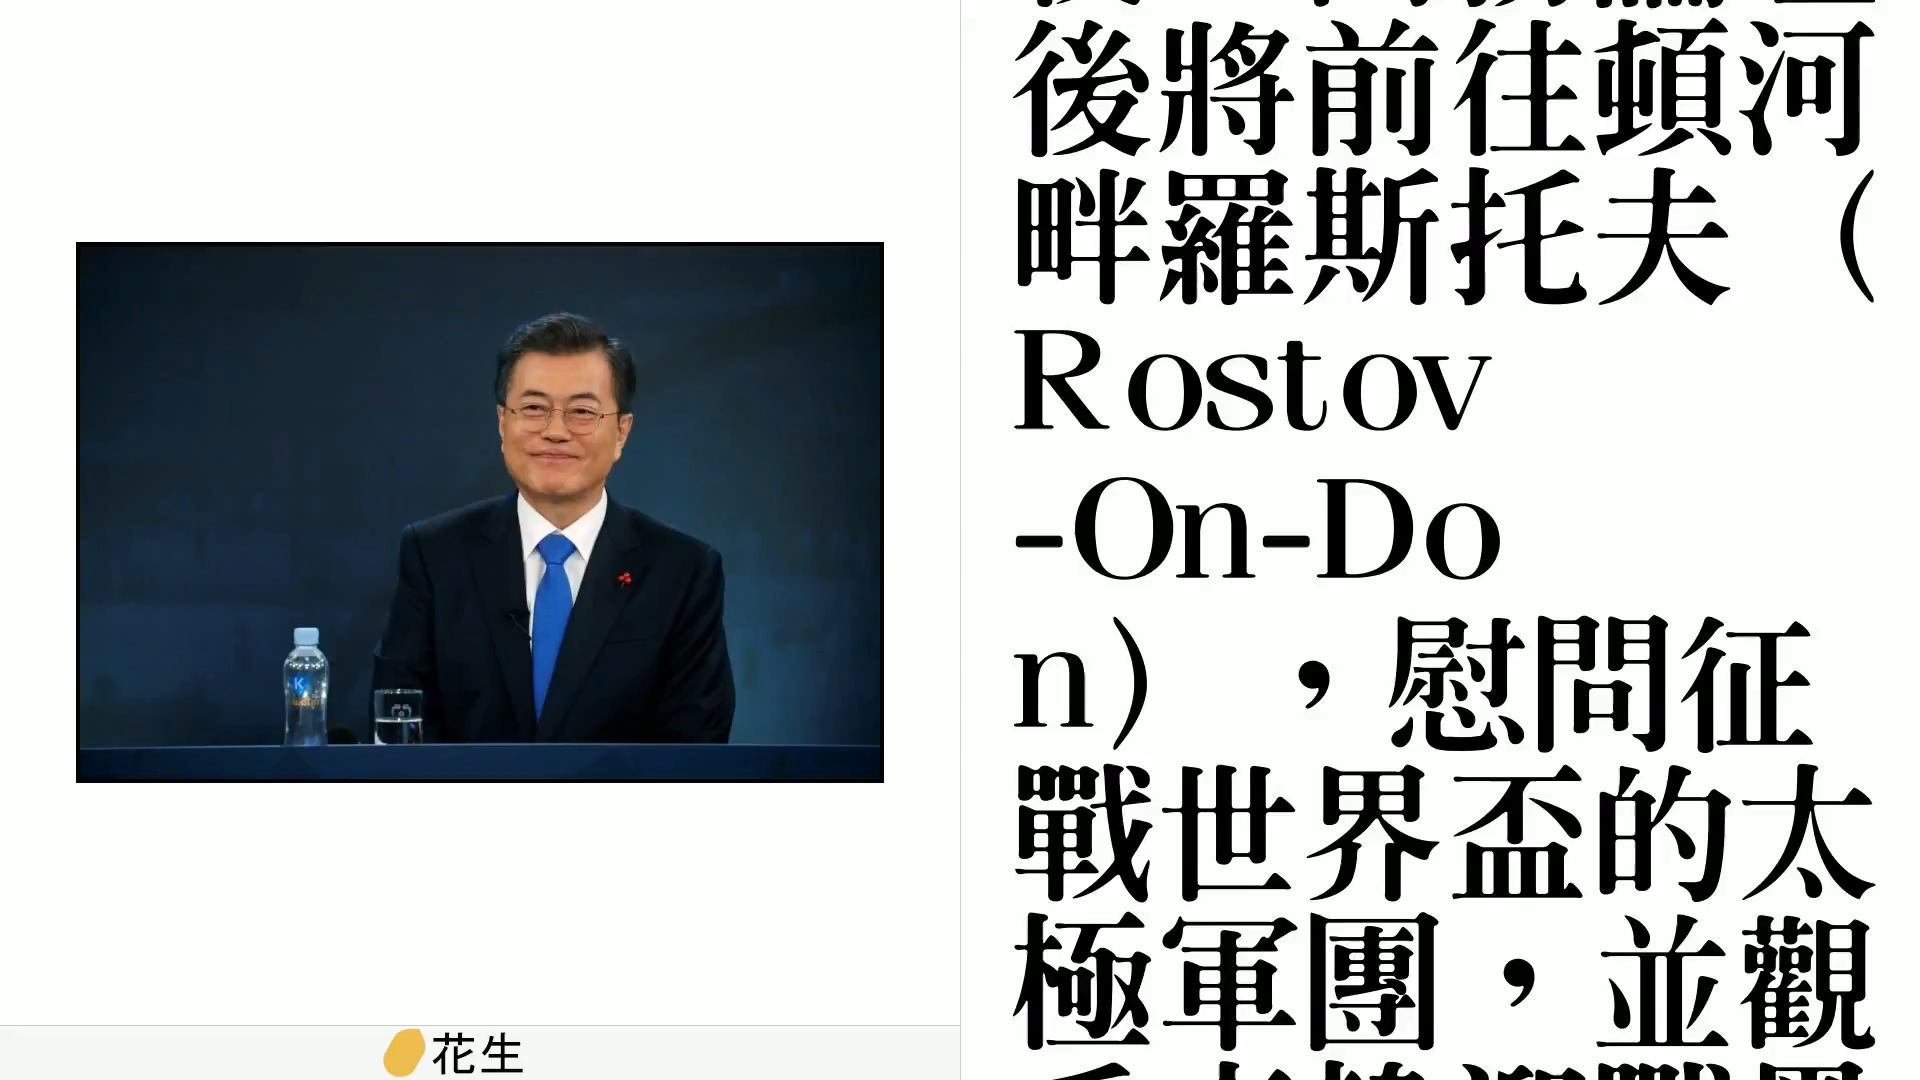 後將前往頓河
畔羅斯托夫（
Rostov
-On-Do
n），慰問征
戰世界盃的太
極軍團，並觀
花生